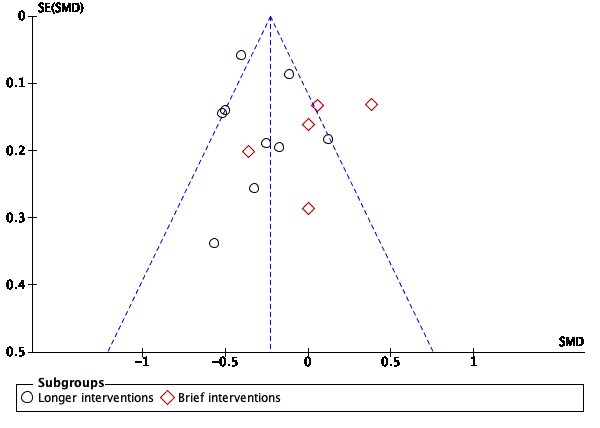 SE(SMD)
0
0.1
0.2
0.3
0.4
0.5
-1 -0.5 0 0.5 1
SMD
Subgroups
Longer interventions Brief interventions